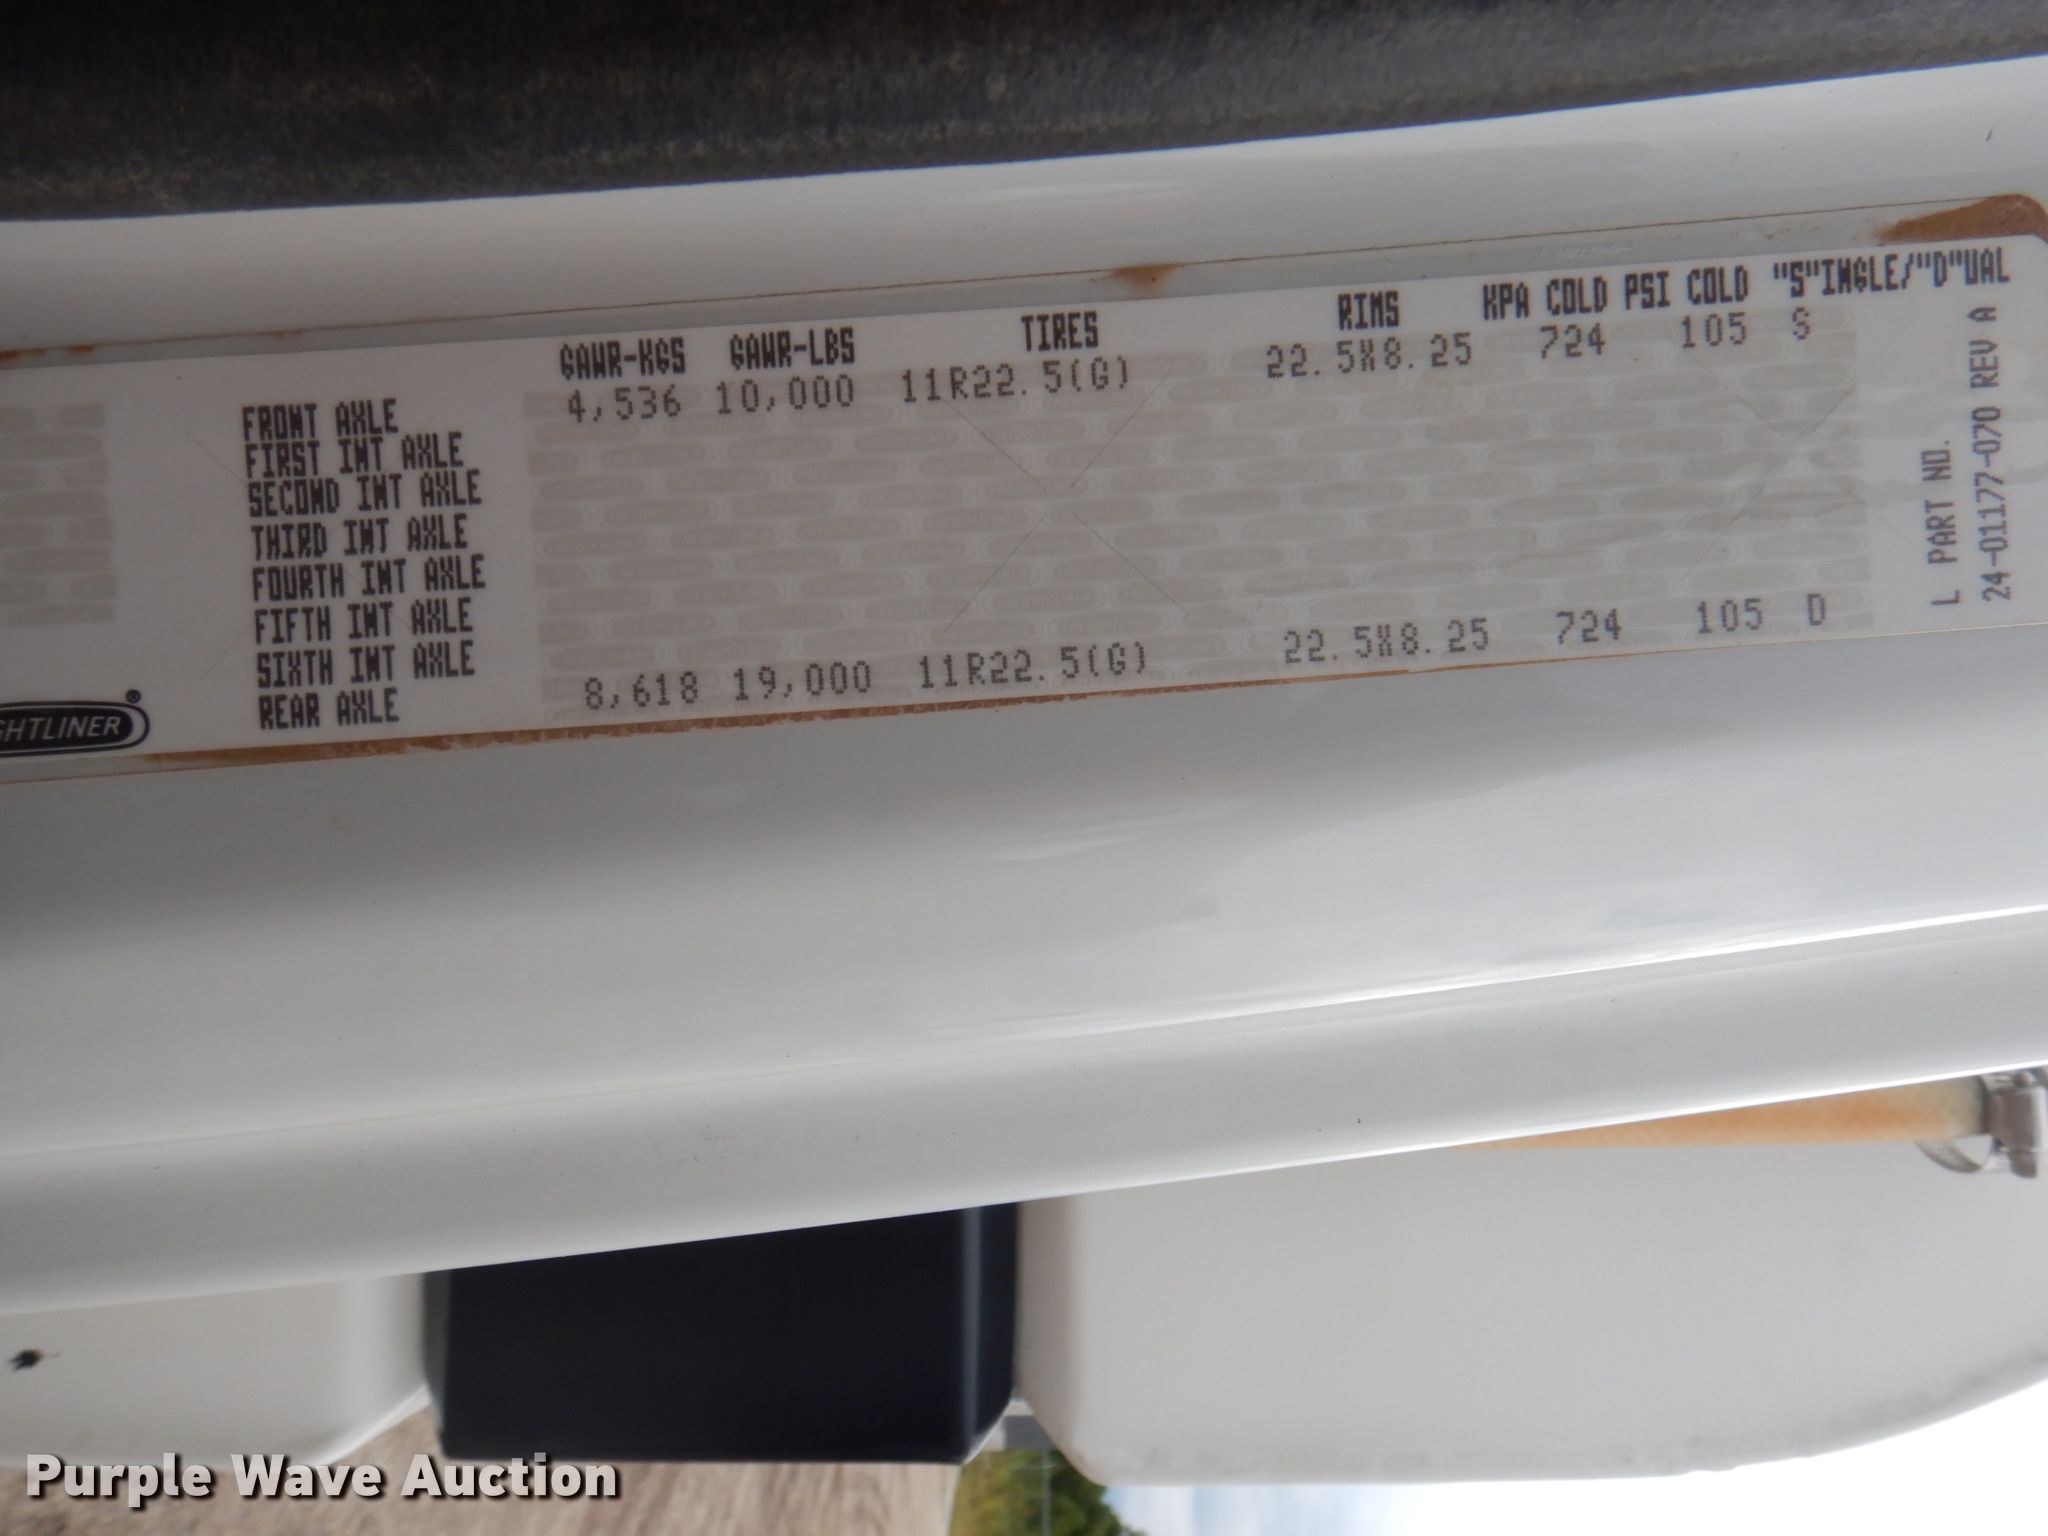 GAWR-KGS GAWR-LBS TIRES RIMS KPA COLD PSI COLD "S"INGLE/"D"UAL
FRONT AXLE 4,536 10,000 11R22.5(G) 22.5X8.25 724 105 S
FIRST INT AXLE
SECOND INT AXLE
THIRD INT AXLE
FOURTH INT AXLE
FIFTH INT AXLE
SIXTH INT AXLE
REAR AXLE 8,618 19,000 11R22.5(G) 22.5X8.25 724 105 D
GHTLINER®
L PART NO.
24-01177-070 REV A
Purple Wave Auction